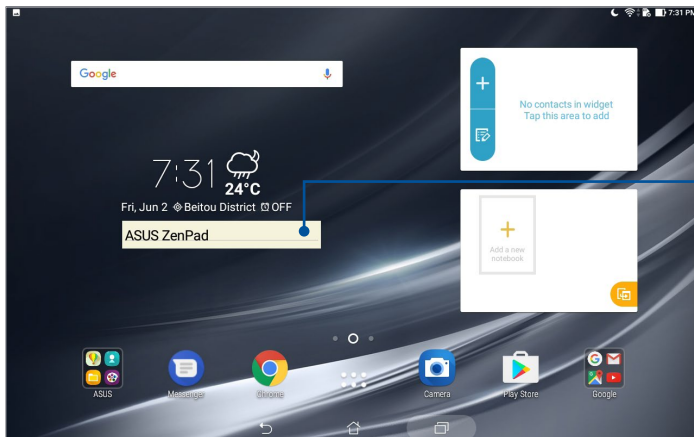 7:31 PM
Google
No contacts in widget
Tap this area to add
7:31
24°C
Fri, Jun 2 Beitou District OFF
ASUS ZenPad
Add a new
notebook
ASUS
Messenger
Chrome
Camera
Play Store
Google